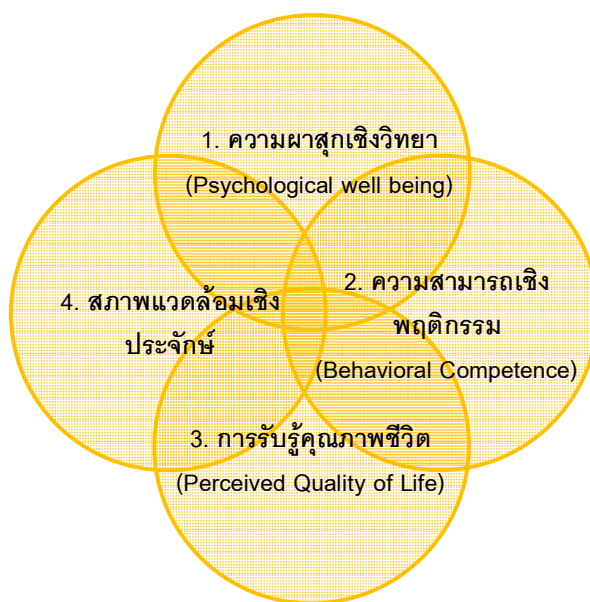 1. ความผาสุกเชิงวิทยา
(Psychological well being)
2. ความสามารถเชิง
พฤติกรรม
(Behavioral Competence)
3. การรับรู้คุณภาพชีวิต
(Perceived Quality of Life)
4. สภาพแวดล้อมเชิง
ประจักษ์